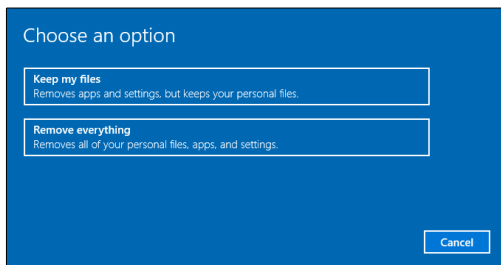 Choose an option
Keep my files
Removes apps and settings, but keeps your personal files.
Remove everything
Removes all of your personal files, apps, and settings.
Cancel